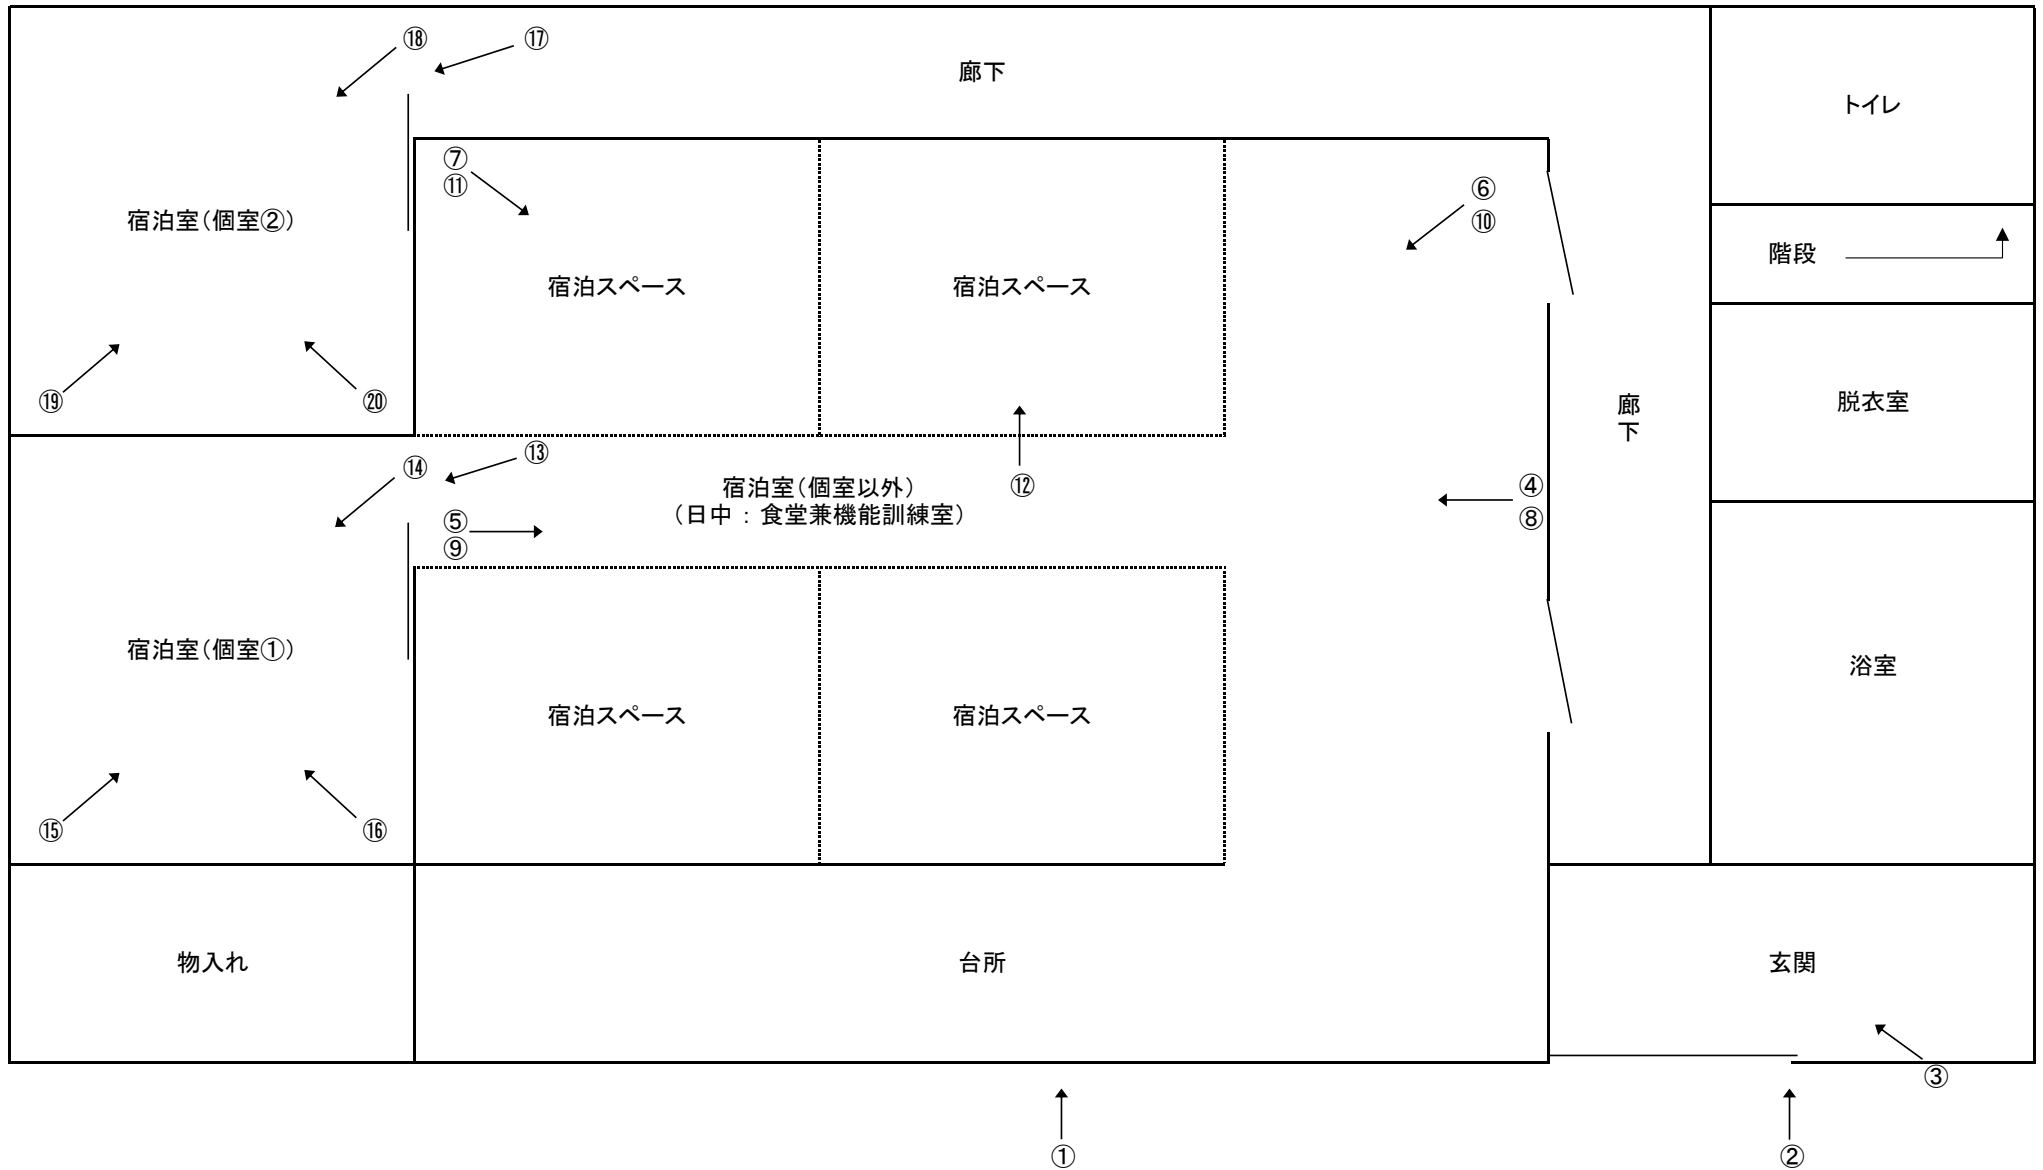 ⑱
⑰
廊下
トイレ
⑦
⑪
⑥
⑩
宿泊室(個室②)
階段
宿泊スペース
宿泊スペース
⑲
⑳
廊下
脱衣室
⑭
⑬
宿泊室(個室以外)
(日中:食堂兼機能訓練室)
⑫
④
⑧
⑤
⑨
宿泊室(個室①)
浴室
宿泊スペース
宿泊スペース
⑮
⑯
物入れ
台所
玄関
③
①
②